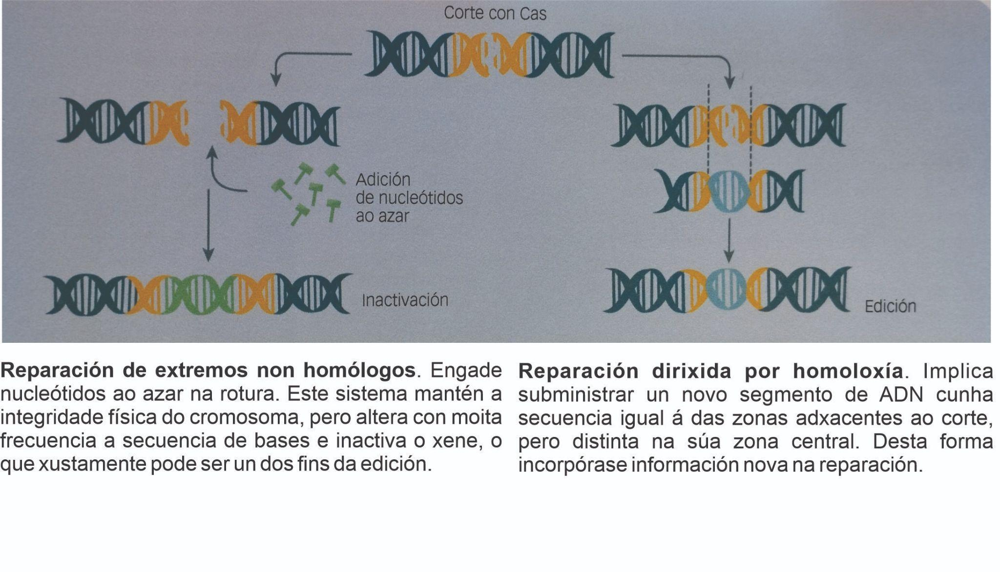 Corte con Cas
Adición
de nucleótidos
ao azar
Inactivación
Edición
Reparación de extremos non homólogos. Engade
nucleótidos ao azar na rotura. Este sistema mantén a
integridade física do cromosoma, pero altera con moita
frecuencia a secuencia de bases e inactiva o xene, o
que xustamente pode ser un dos fins da edición.
Reparación dirixida por homoloxía. Implica
subministrar un novo segmento de ADN cunha
secuencia igual á das zonas adxacentes ao corte,
pero distinta na súa zona central. Desta forma
incorpórase información nova na reparación.